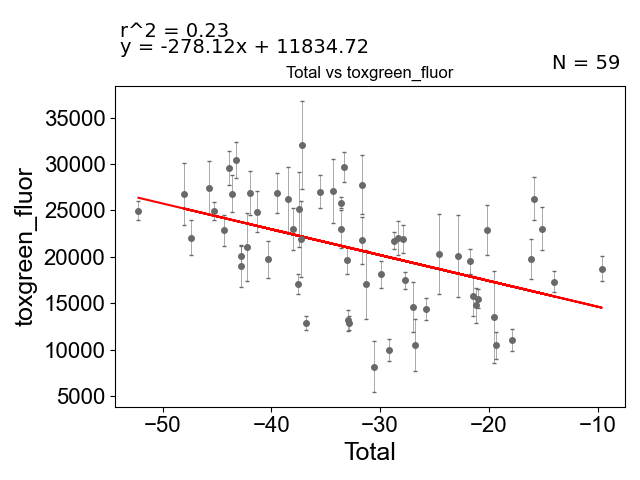 r^2 = 0.23
y = -278.12x + 11834.72
N = 59
Total vs toxgreen_fluor
35000
30000
25000
20000
15000
10000
5000
toxgreen_fluor
−50 −40 −30 −20 −10
Total